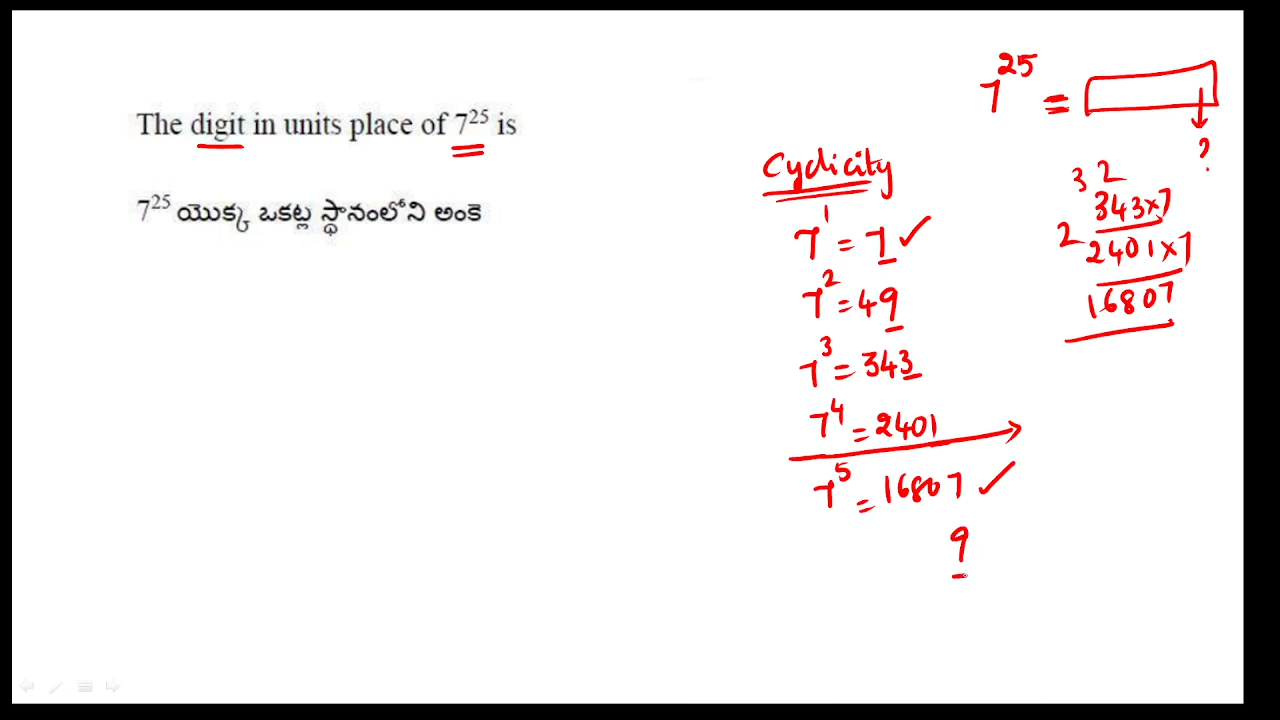 The digit in units place of 7²⁵ is
7²⁵ యొక్క ఒకట్ల స్థానంలోని అంకె
7²⁵ =
?
Cyclicity
7¹ = 7 ✓
7² = 49
7³ = 343
7⁴ = 2401
7⁵ = 16807 ✓
9
3 2
343×7
2 2401×7
16807